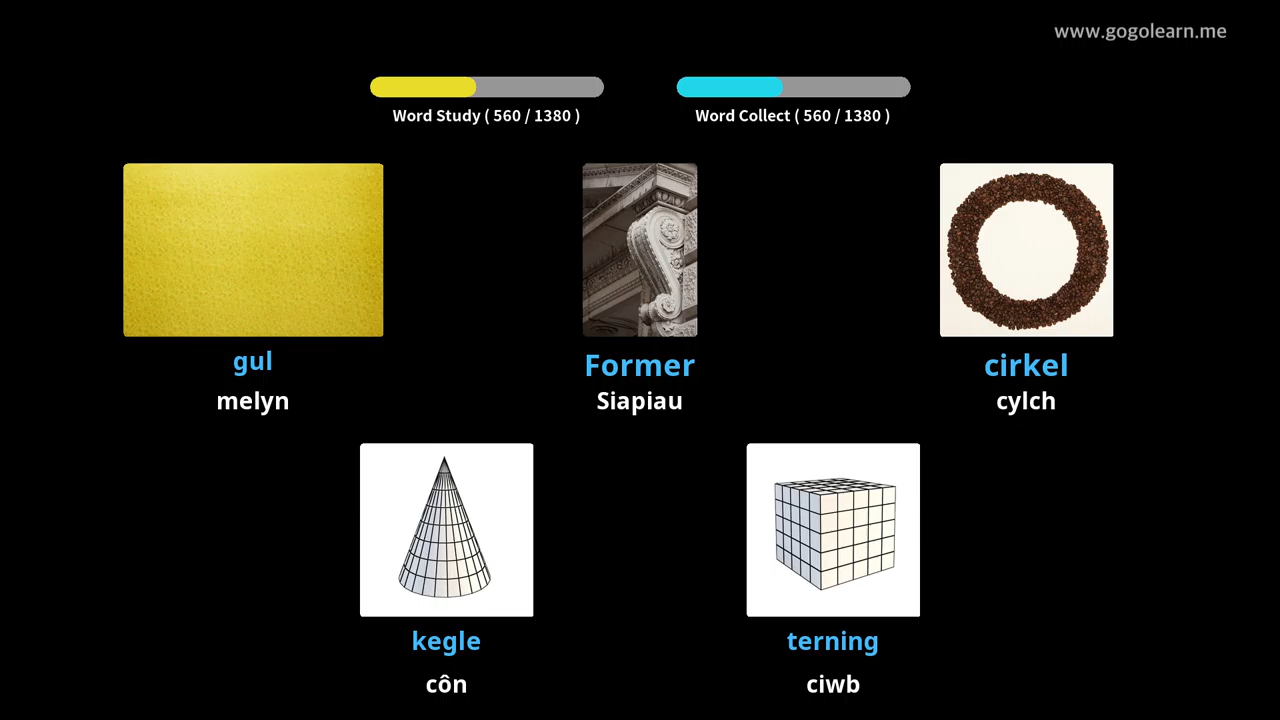 www.gogolearn.me
Word Study ( 560 / 1380 )
Word Collect ( 560 / 1380 )
gul
melyn
Former
Siapiau
cirkel
cylch
kegle
côn
terning
ciwb